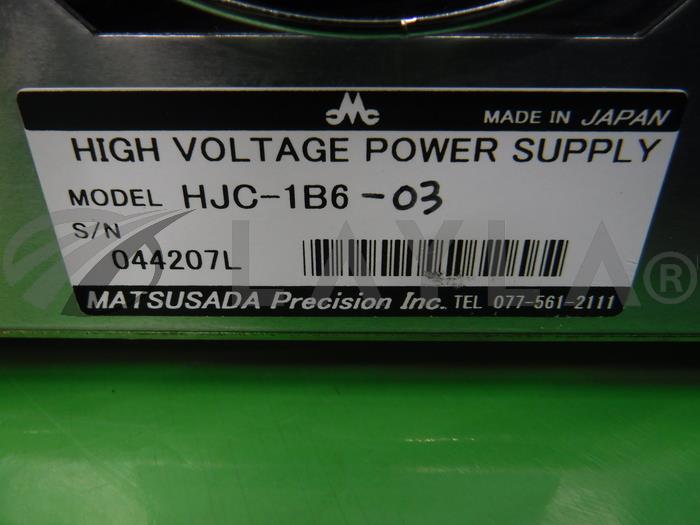 MADE IN JAPAN
HIGH VOLTAGE POWER SUPPLY
MODEL HJC-1B6-03
S/N
044207L
LAYLA®
MATSUSADA Precision Inc. TEL 077-561-2111